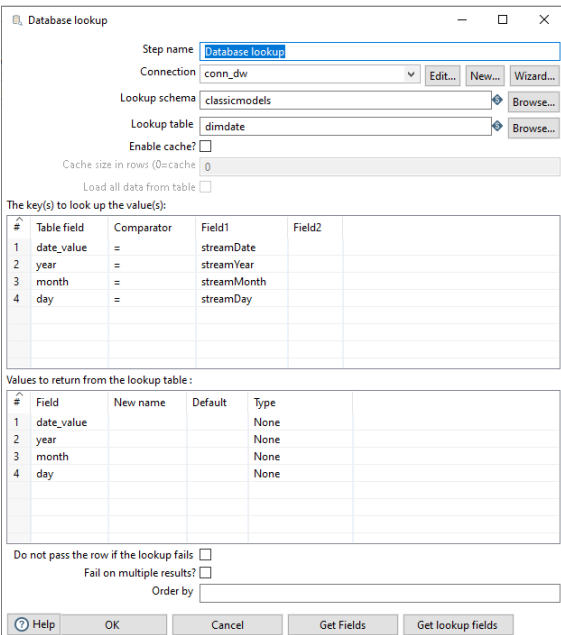 Database lookup
Step name Database lookup
Connection conn_dw Edit... New... Wizard...
Lookup schema classicmodels Browse...
Lookup table dimdate Browse...
Enable cache?
Cache size in rows (0=cache 0
Load all data from table
The key(s) to look up the value(s):
# Table field Comparator Field1 Field2
1 date_value = streamDate
2 year = streamYear
3 month = streamMonth
4 day = streamDay
Values to return from the lookup table :
# Field New name Default Type
1 date_value None
2 year None
3 month None
4 day None
Do not pass the row if the lookup fails
Fail on multiple results?
Order by
Help OK Cancel Get Fields Get lookup fields